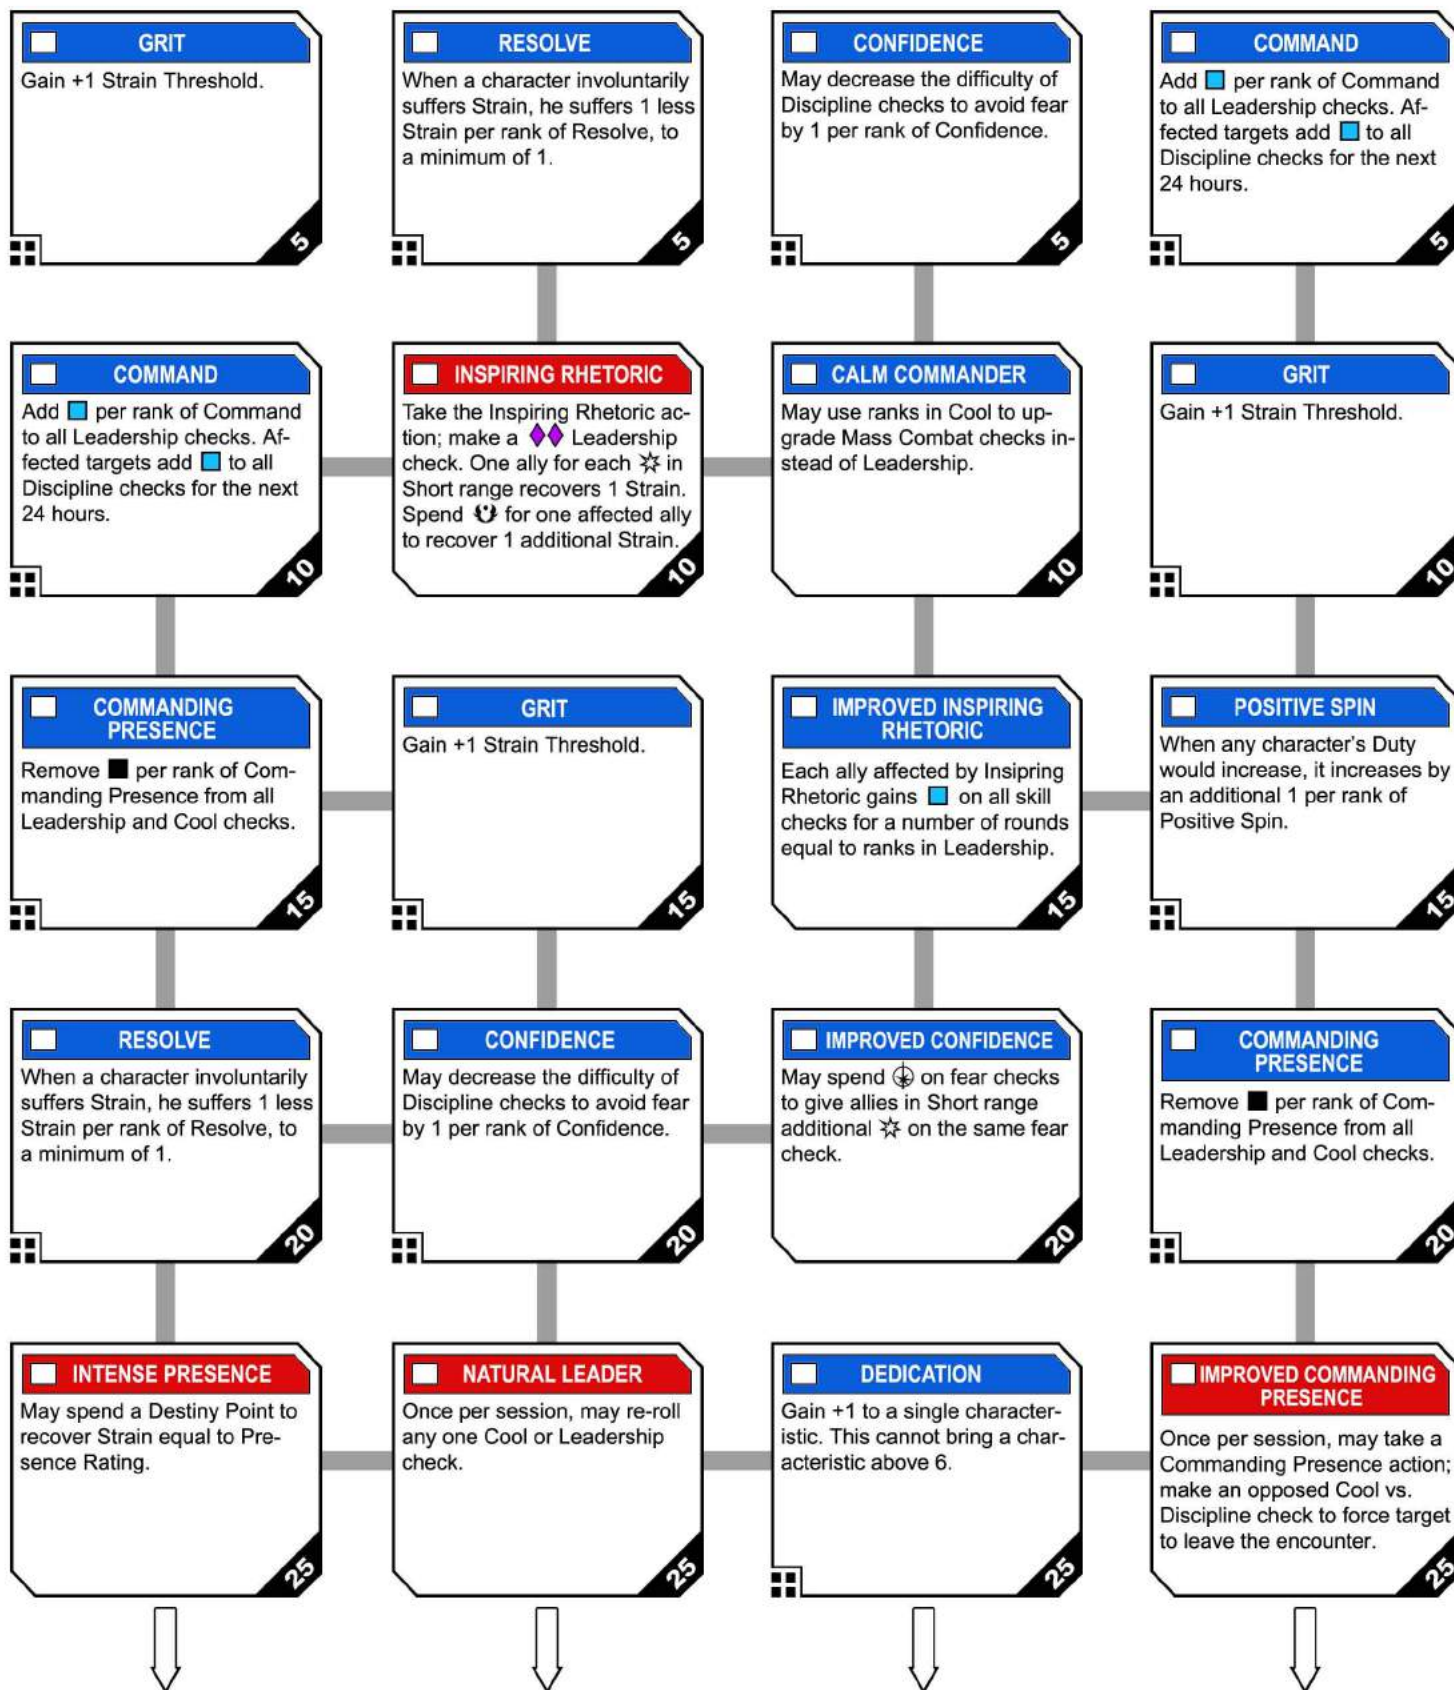 GRIT
Gain +1 Strain Threshold.
5
RESOLVE
When a character involuntarily
suffers Strain, he suffers 1 less
Strain per rank of Resolve, to
a minimum of 1.
5
CONFIDENCE
May decrease the difficulty of
Discipline checks to avoid fear
by 1 per rank of Confidence.
5
COMMAND
Add per rank of Command
to all Leadership checks. Af-
fected targets add to all
Discipline checks for the next
24 hours.
5
COMMAND
Add per rank of Command
to all Leadership checks. Af-
fected targets add to all
Discipline checks for the next
24 hours.
10
INSPIRING RHETORIC
Take the Inspiring Rhetoric ac-
tion; make a Leadership
check. One ally for each in
Short range recovers 1 Strain.
Spend for one affected ally
to recover 1 additional Strain.
10
CALM COMMANDER
May use ranks in Cool to up-
grade Mass Combat checks in-
stead of Leadership.
10
GRIT
Gain +1 Strain Threshold.
10
COMMANDING
PRESENCE
Remove per rank of Com-
manding Presence from all
Leadership and Cool checks.
15
GRIT
Gain +1 Strain Threshold.
15
IMPROVED INSPIRING
RHETORIC
Each ally affected by Insipring
Rhetoric gains on all skill
checks for a number of rounds
equal to ranks in Leadership.
15
POSITIVE SPIN
When any character's Duty
would increase, it increases by
an additional 1 per rank of
Positive Spin.
15
RESOLVE
When a character involuntarily
suffers Strain, he suffers 1 less
Strain per rank of Resolve, to
a minimum of 1.
20
CONFIDENCE
May decrease the difficulty of
Discipline checks to avoid fear
by 1 per rank of Confidence.
20
IMPROVED CONFIDENCE
May spend on fear checks
to give allies in Short range
additional on the same fear
check.
20
COMMANDING
PRESENCE
Remove per rank of Com-
manding Presence from all
Leadership and Cool checks.
20
INTENSE PRESENCE
May spend a Destiny Point to
recover Strain equal to Pre-
sence Rating.
25
NATURAL LEADER
Once per session, may re-roll
any one Cool or Leadership
check.
25
DEDICATION
Gain +1 to a single character-
istic. This cannot bring a char-
acteristic above 6.
25
IMPROVED COMMANDING
PRESENCE
Once per session, may take a
Commanding Presence action;
make an opposed Cool vs.
Discipline check to force target
to leave the encounter.
25